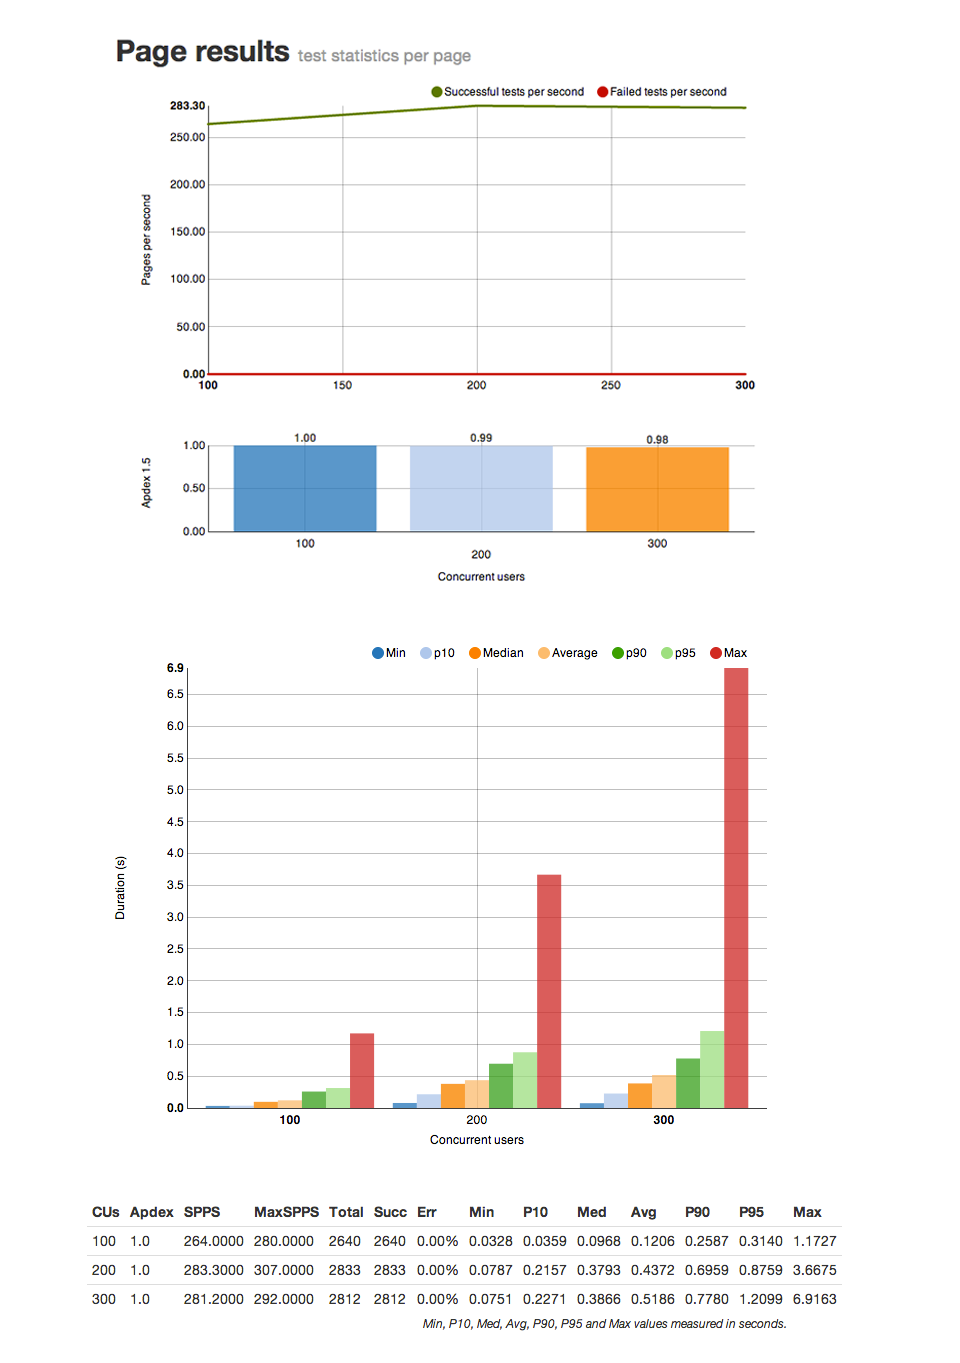 Page results test statistics per page
Successful tests per second Failed tests per second
283.30
250.00
200.00
150.00
100.00
50.00
0.00
Pages per second
100 150 200 250 300
1.00 0.99 0.98
1.00
0.50
0.00
Apdex 1.5
100 200 300
Concurrent users
Min p10 Median Average p90 p95 Max
6.9
6.5
6.0
5.5
5.0
4.5
4.0
3.5
3.0
2.5
2.0
1.5
1.0
0.5
0.0
Duration (s)
100 200 300
Concurrent users
CUs Apdex SPPS MaxSPPS Total Succ Err Min P10 Med Avg P90 P95 Max
100 1.0 264.0000 280.0000 2640 2640 0.00% 0.0328 0.0359 0.0968 0.1206 0.2587 0.3140 1.1727
200 1.0 283.3000 307.0000 2833 2833 0.00% 0.0787 0.2157 0.3793 0.4372 0.6959 0.8759 3.6675
300 1.0 281.2000 292.0000 2812 2812 0.00% 0.0751 0.2271 0.3866 0.5186 0.7780 1.2099 6.9163
Min, P10, Med, Avg, P90, P95 and Max values measured in seconds.